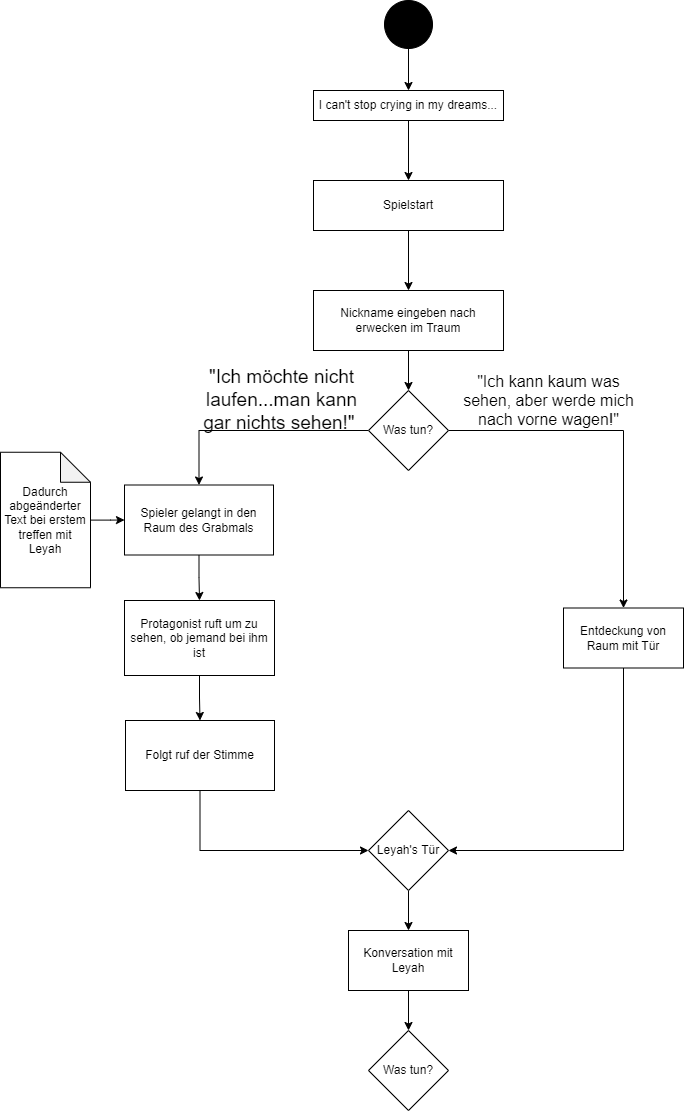 I can't stop crying in my dreams...
Spielstart
Nickname eingeben nach
erwecken im Traum
"Ich möchte nicht
laufen...man kann
gar nichts sehen!"
"Ich kann kaum was
sehen, aber werde mich
nach vorne wagen!"
Was tun?
Dadurch
abgeänderter
Text bei erstem
treffen mit
Leyah
Spieler gelangt in den
Raum des Grabmals
Protagonist ruft um zu
sehen, ob jemand bei ihm
ist
Entdeckung von
Raum mit Tür
Folgt ruf der Stimme
Leyah's Tür
Konversation mit
Leyah
Was tun?